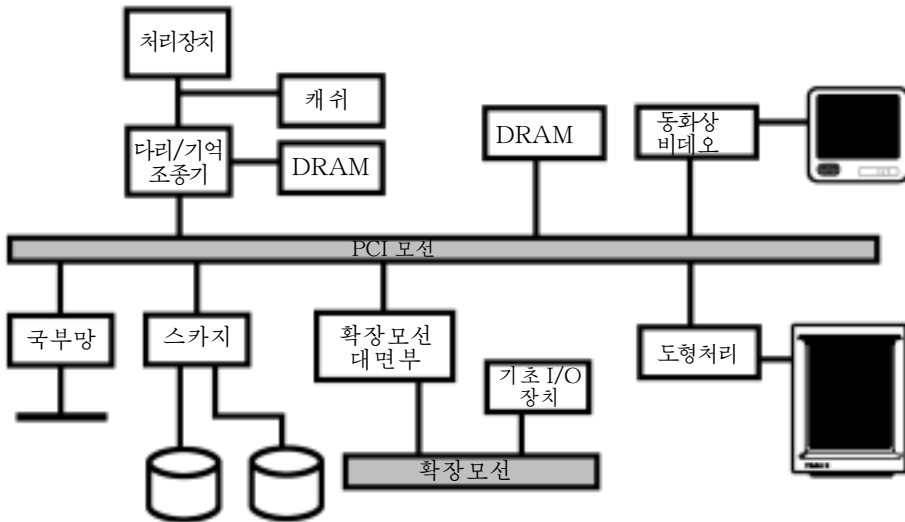 처리장치
캐쉬
다리/기억
조종기
DRAM
DRAM
동화상
비데오
PCI 모선
국부망
스카지
확장모선
대면부
기초 I/O
장치
도형처리
확장모선